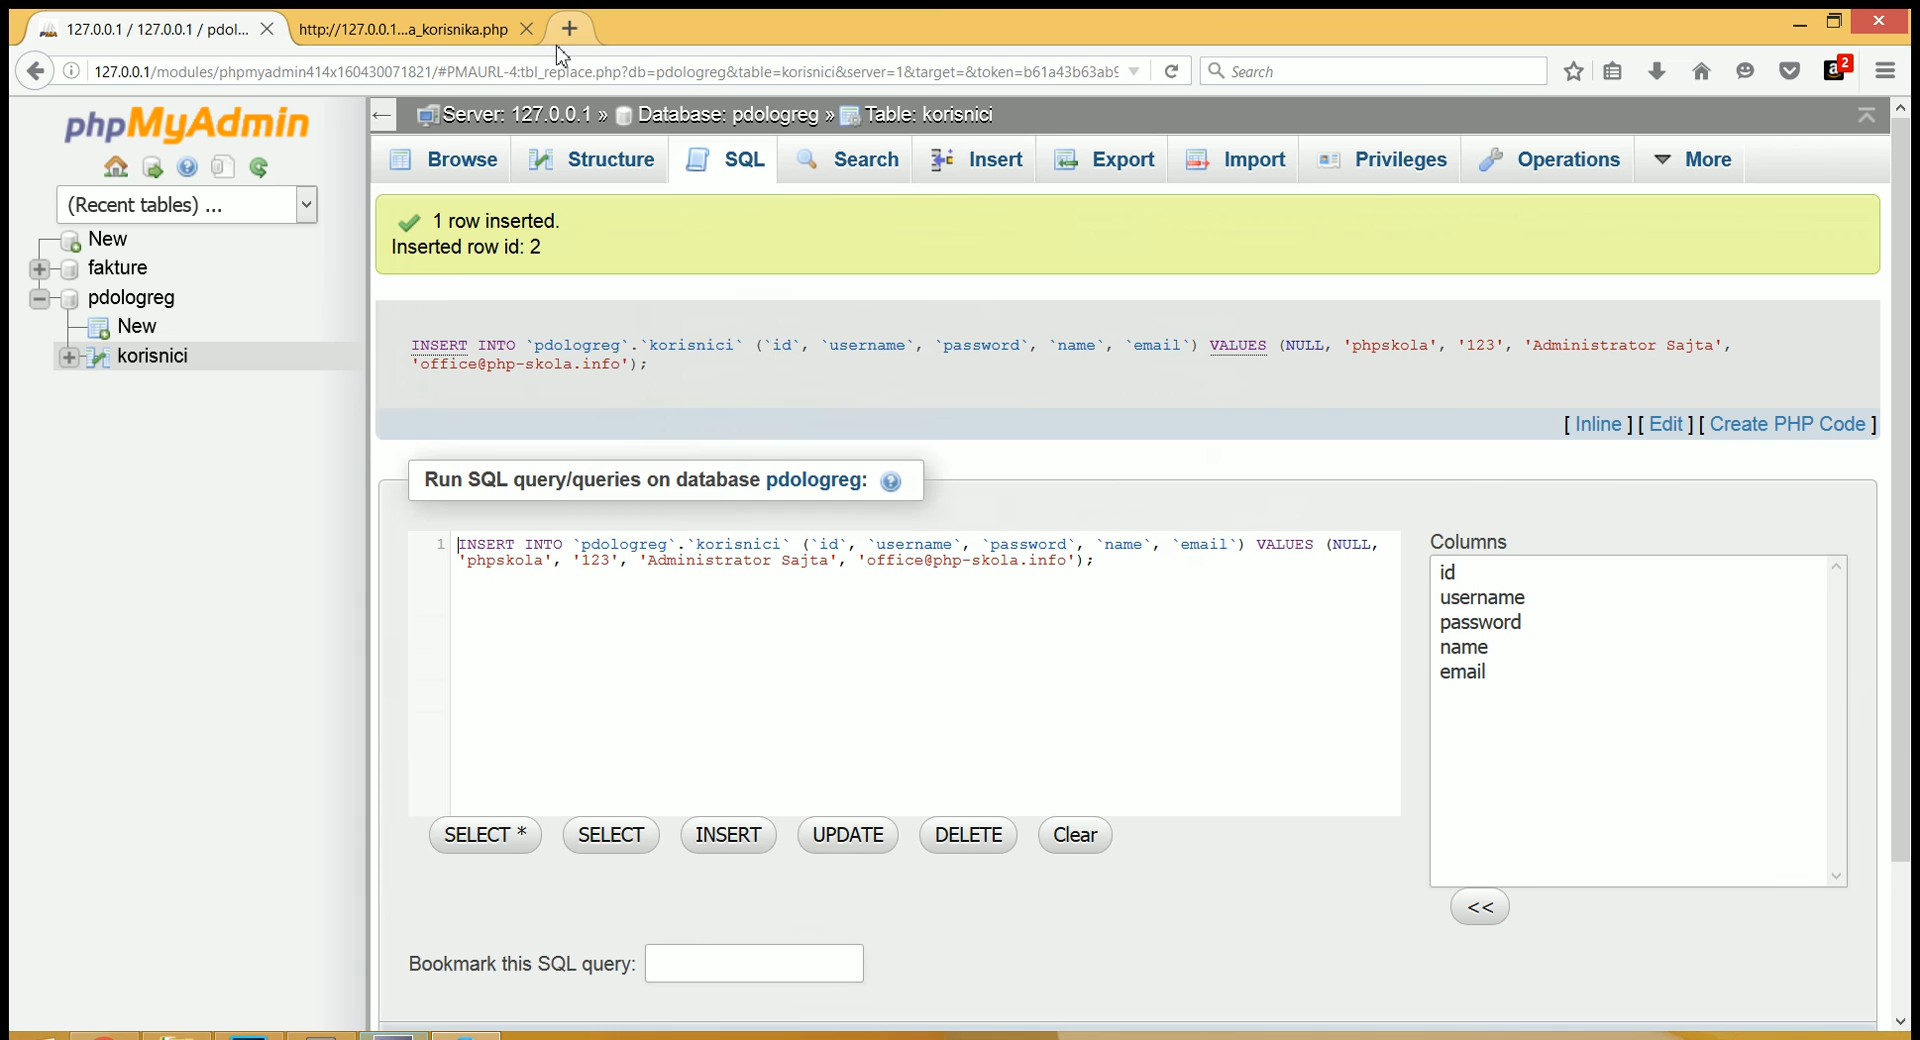 127.0.0.1 / 127.0.0.1 / pdol...
http://127.0.0.1...a_korisnika.php
127.0.0.1/modules/phpmyadmin414x160430071821/#PMAURL-4:tbl_replace.php?db=pdologreg&table=korisnici&server=1&target=&token=b61a43b63ab9
Search
2
phpMyAdmin
(Recent tables) ...
New
fakture
pdologreg
New
korisnici
Server: 127.0.0.1 » Database: pdologreg » Table: korisnici
Browse
Structure
SQL
Search
Insert
Export
Import
Privileges
Operations
More
1 row inserted.
Inserted row id: 2
INSERT INTO `pdologreg`.`korisnici` (`id`, `username`, `password`, `name`, `email`) VALUES (NULL, 'phpskola', '123', 'Administrator Sajta',
'office@php-skola.info');
[ Inline ] [ Edit ] [ Create PHP Code ]
Run SQL query/queries on database pdologreg:
1 INSERT INTO `pdologreg`.`korisnici` (`id`, `username`, `password`, `name`, `email`) VALUES (NULL,
'phpskola', '123', 'Administrator Sajta', 'office@php-skola.info');
Columns
id
username
password
name
email
SELECT *
SELECT
INSERT
UPDATE
DELETE
Clear
<<
Bookmark this SQL query: